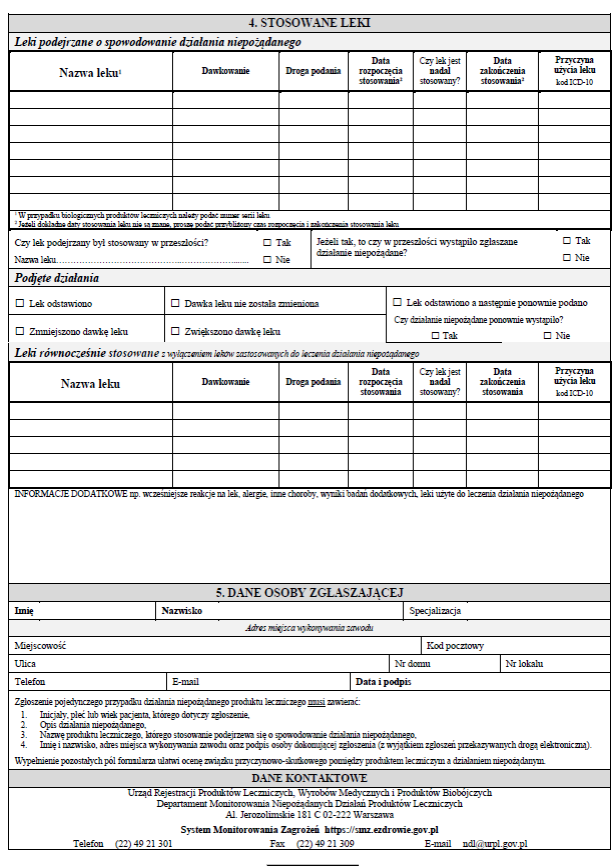 4. STOSOWANE LEKI
Leki podejrzane o spowodowanie działania niepożądanego
Nazwa leku¹ Dawkowanie Droga podania Data rozpoczęcia stosowania² Czy lek jest nadal stosowany? Data zakończenia stosowania² Przyczyna użycia leku kod ICD-10
¹ W przypadku biologicznych produktów leczniczych należy podać numer serii leku
² Jeżeli dokładne daty stosowania leku nie są znane, proszę podać przybliżony czas rozpoczęcia i zakończenia stosowania leku
Czy lek podejrzany był stosowany w przeszłości? ☐ Tak Jeżeli tak, to czy w przeszłości wystąpiło zgłaszane ☐ Tak
Nazwa leku………………………………………………........ ☐ Nie działanie niepożądane? ☐ Nie
Podjęte działania
☐ Lek odstawiono ☐ Dawka leku nie została zmieniona ☐ Lek odstawiono a następnie ponownie podano
Czy działanie niepożądane ponownie wystąpiło?
☐ Zmniejszono dawkę leku ☐ Zwiększono dawkę leku ☐ Tak ☐ Nie
Leki równocześnie stosowane z wyłączeniem leków zastosowanych do leczenia działania niepożądanego
Nazwa leku Dawkowanie Droga podania Data rozpoczęcia stosowania Czy lek jest nadal stosowany? Data zakończenia stosowania Przyczyna użycia leku kod ICD-10
INFORMACJE DODATKOWE np. wcześniejsze reakcje na lek, alergie, inne choroby, wyniki badań dodatkowych, leki użyte do leczenia działania niepożądanego
5. DANE OSOBY ZGŁASZAJĄCEJ
Imię Nazwisko Specjalizacja
Adres miejsca wykonywania zawodu
Miejscowość Kod pocztowy
Ulica Nr domu Nr lokalu
Telefon E-mail Data i podpis
Zgłoszenie pojedynczego przypadku działania niepożądanego produktu leczniczego musi zawierać:
1. Inicjały, płeć lub wiek pacjenta, którego dotyczy zgłoszenie,
2. Opis działania niepożądanego,
3. Nazwę produktu leczniczego, którego stosowanie podejrzewa się o spowodowanie działania niepożądanego,
4. Imię i nazwisko, adres miejsca wykonywania zawodu oraz podpis osoby dokonującej zgłoszenia (z wyjątkiem zgłoszeń przekazywanych drogą elektroniczną).
Wypełnienie pozostałych pól formularza ułatwi ocenę związku przyczynowo-skutkowego pomiędzy produktem leczniczym a działaniem niepożądanym.
DANE KONTAKTOWE
Urząd Rejestracji Produktów Leczniczych, Wyrobów Medycznych i Produktów Biobójczych
Departament Monitorowania Niepożądanych Działań Produktów Leczniczych
Al. Jerozolimskie 181 C 02-222 Warszawa
System Monitorowania Zagrożeń https://smz.ezdrowie.gov.pl
Telefon (22) 49 21 301 Fax (22) 49 21 309 E-mail ndl@urpl.gov.pl